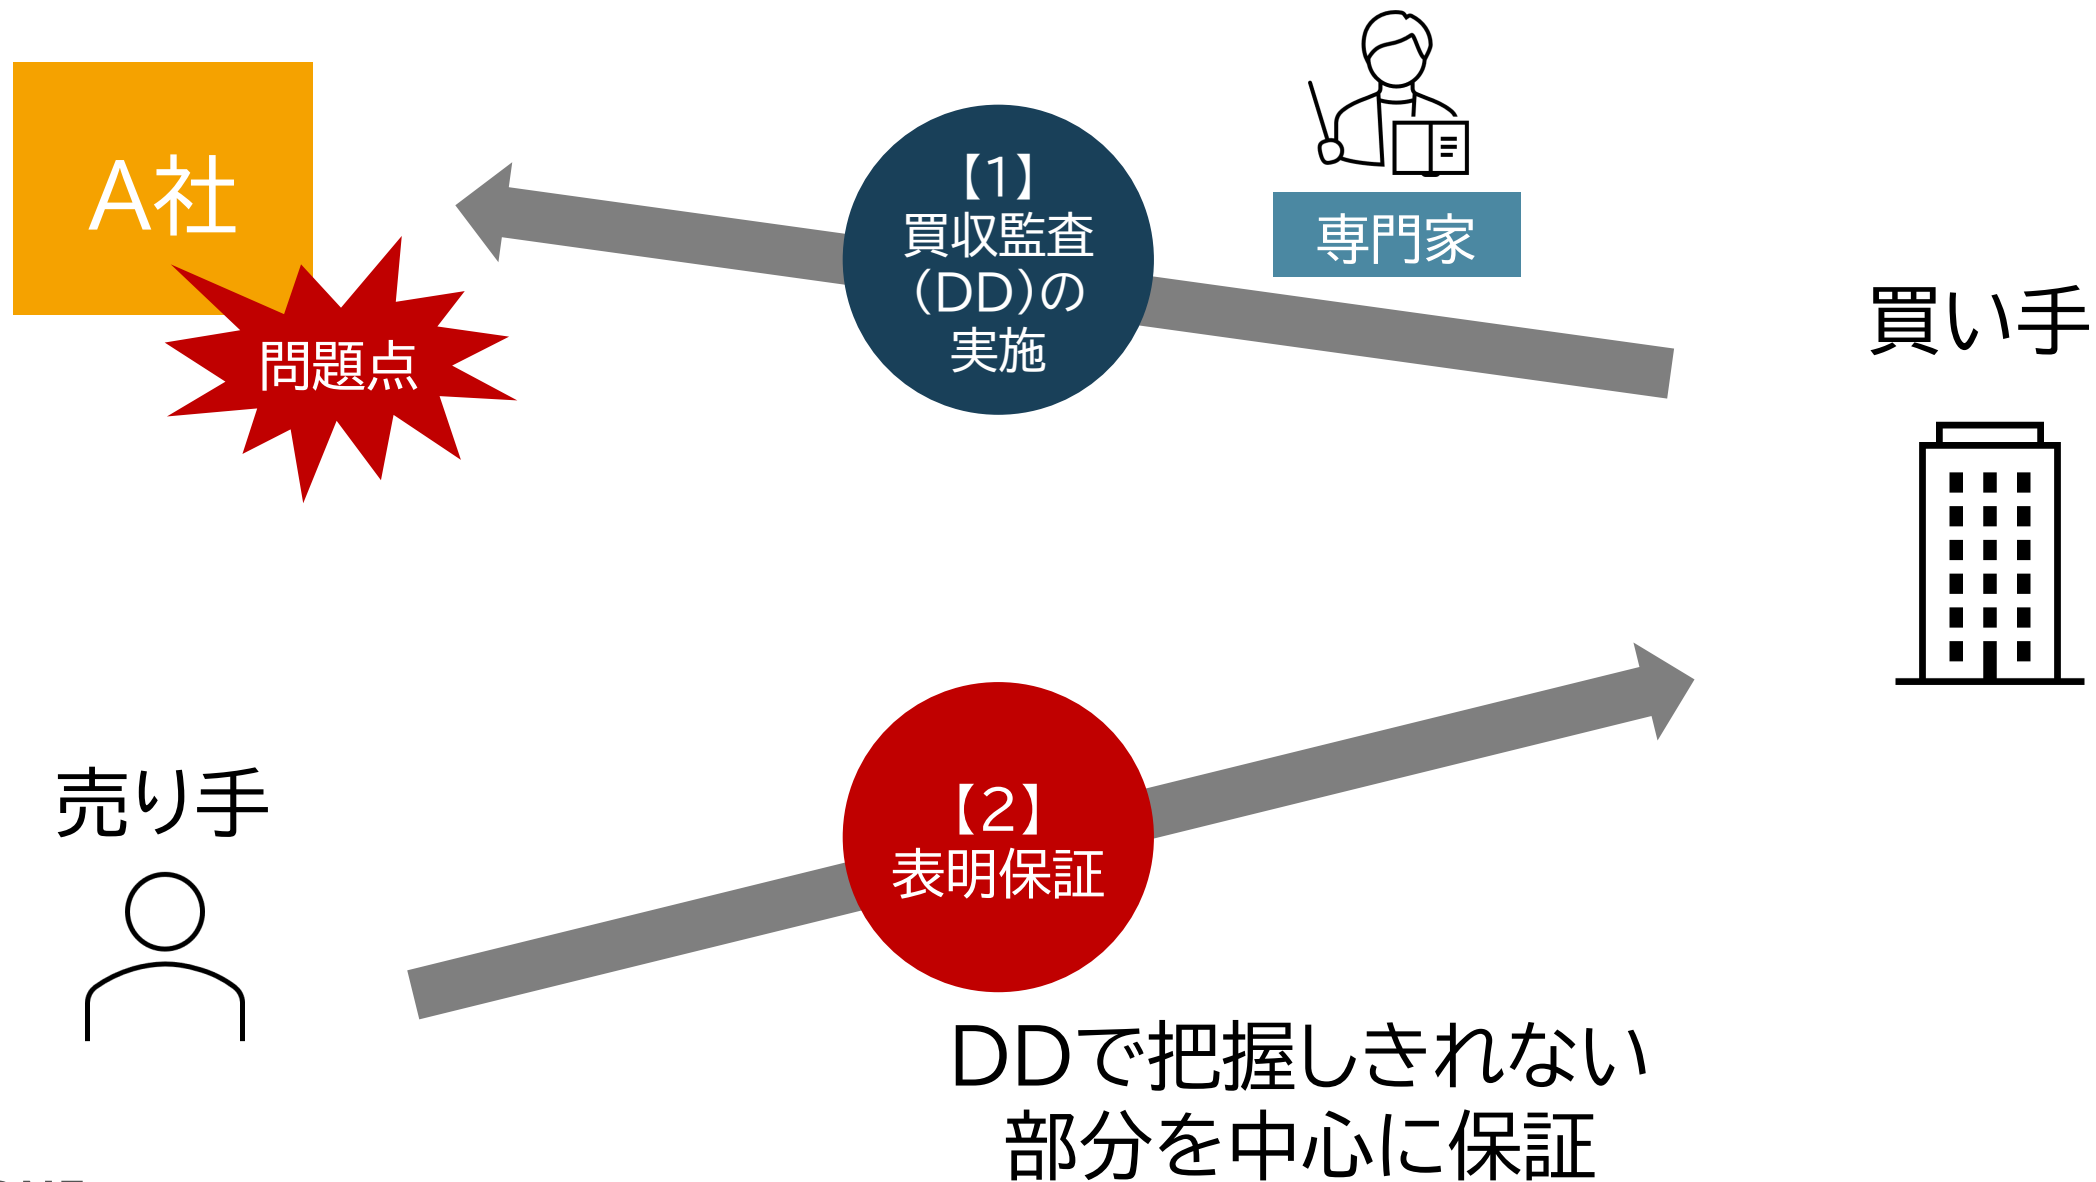 A社
問題点
【1】
買収監査
（DD）の
実施
専門家
買い手
売り手
【2】
表明保証
DDで把握しきれない
部分を中心に保証